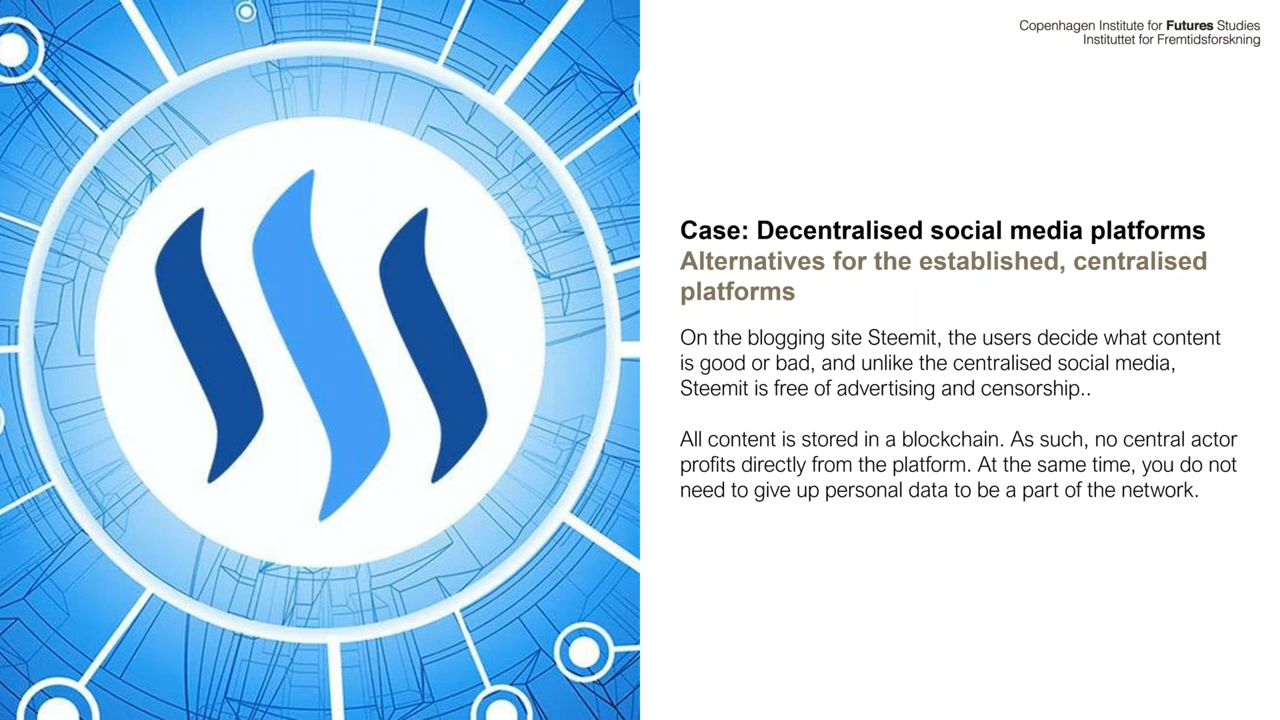 Copenhagen Institute for Futures Studies
Instituttet for Fremtidsforskning
Case: Decentralised social media platforms
Alternatives for the established, centralised
platforms
On the blogging site Steemit, the users decide what content
is good or bad, and unlike the centralised social media,
Steemit is free of advertising and censorship..
All content is stored in a blockchain. As such, no central actor
profits directly from the platform. At the same time, you do not
need to give up personal data to be a part of the network.